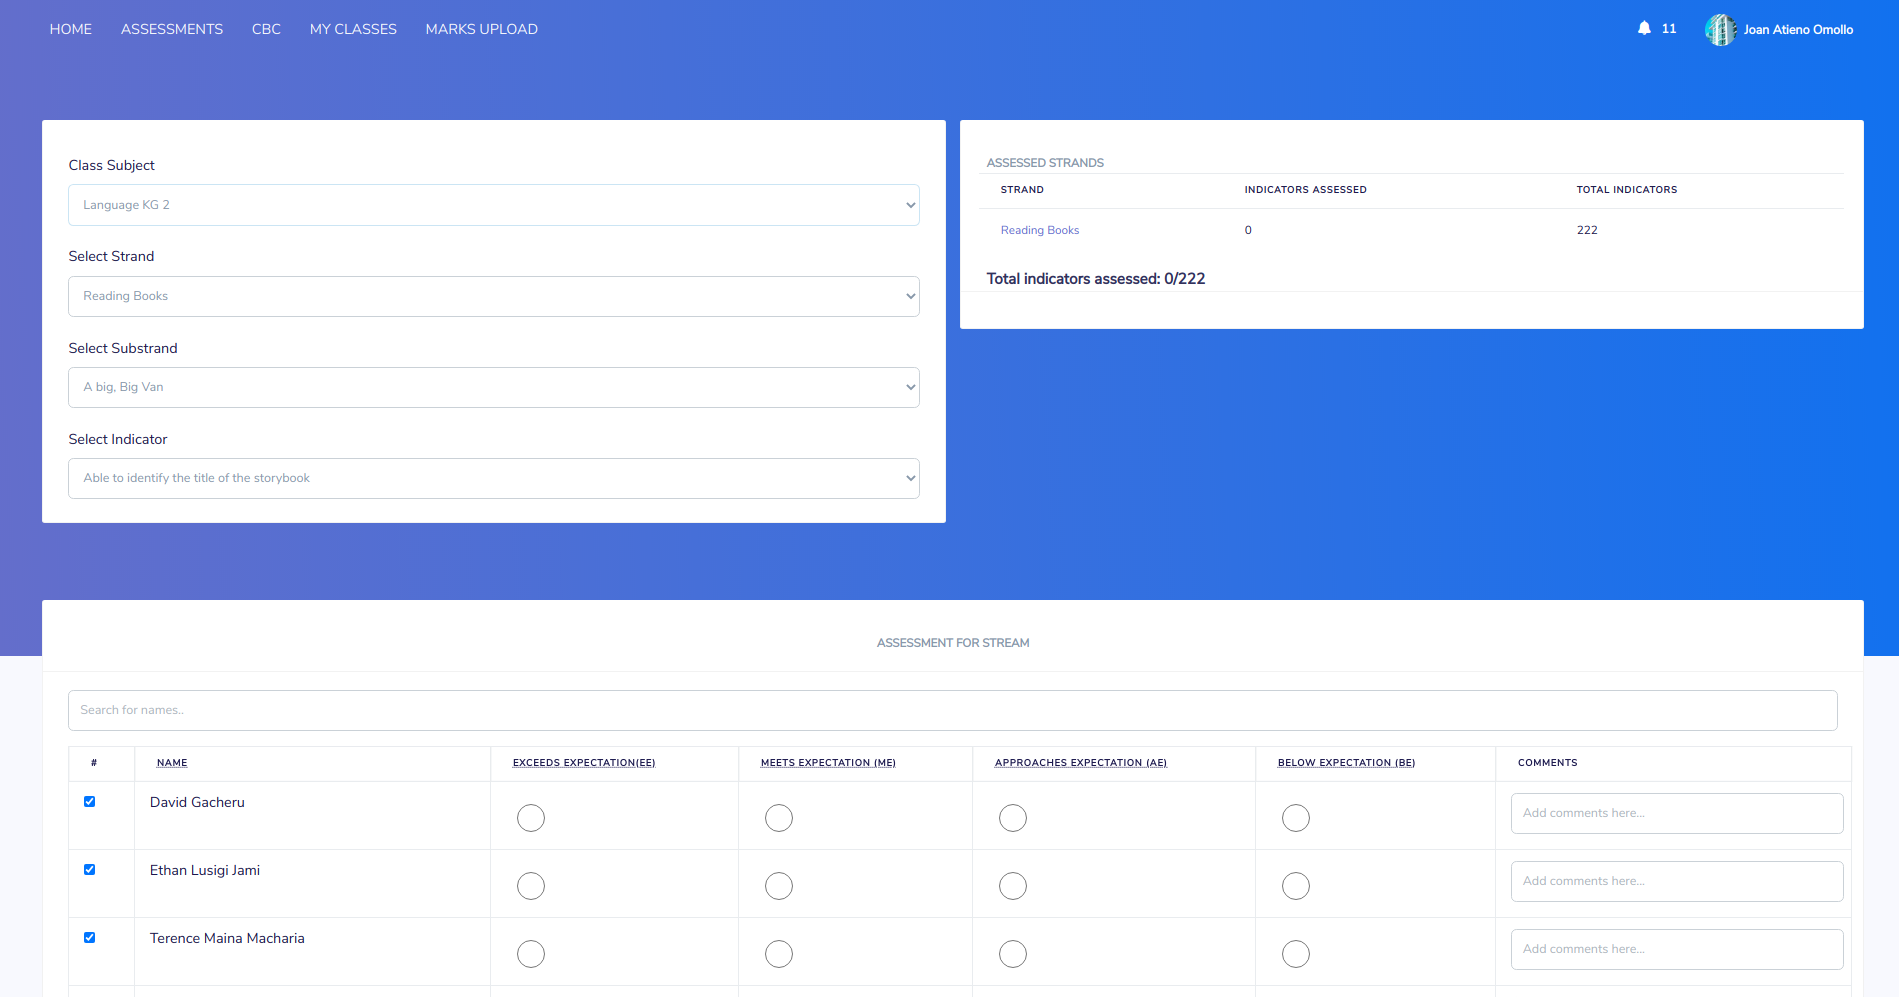 HOME ASSESSMENTS CBC MY CLASSES MARKS UPLOAD 11 Joan Atieno Omollo
Class Subject
Language KG 2
Select Strand
Reading Books
Select Substrand
A big, Big Van
Select Indicator
Able to identify the title of the storybook
ASSESSED STRANDS
STRAND INDICATORS ASSESSED TOTAL INDICATORS
Reading Books 0 222
Total indicators assessed: 0/222
ASSESSMENT FOR STREAM
Search for names..
# NAME EXCEEDS EXPECTATION(EE) MEETS EXPECTATION (ME) APPROACHES EXPECTATION (AE) BELOW EXPECTATION (BE) COMMENTS
David Gacheru Add comments here...
Ethan Lusigi Jami Add comments here...
Terence Maina Macharia Add comments here...